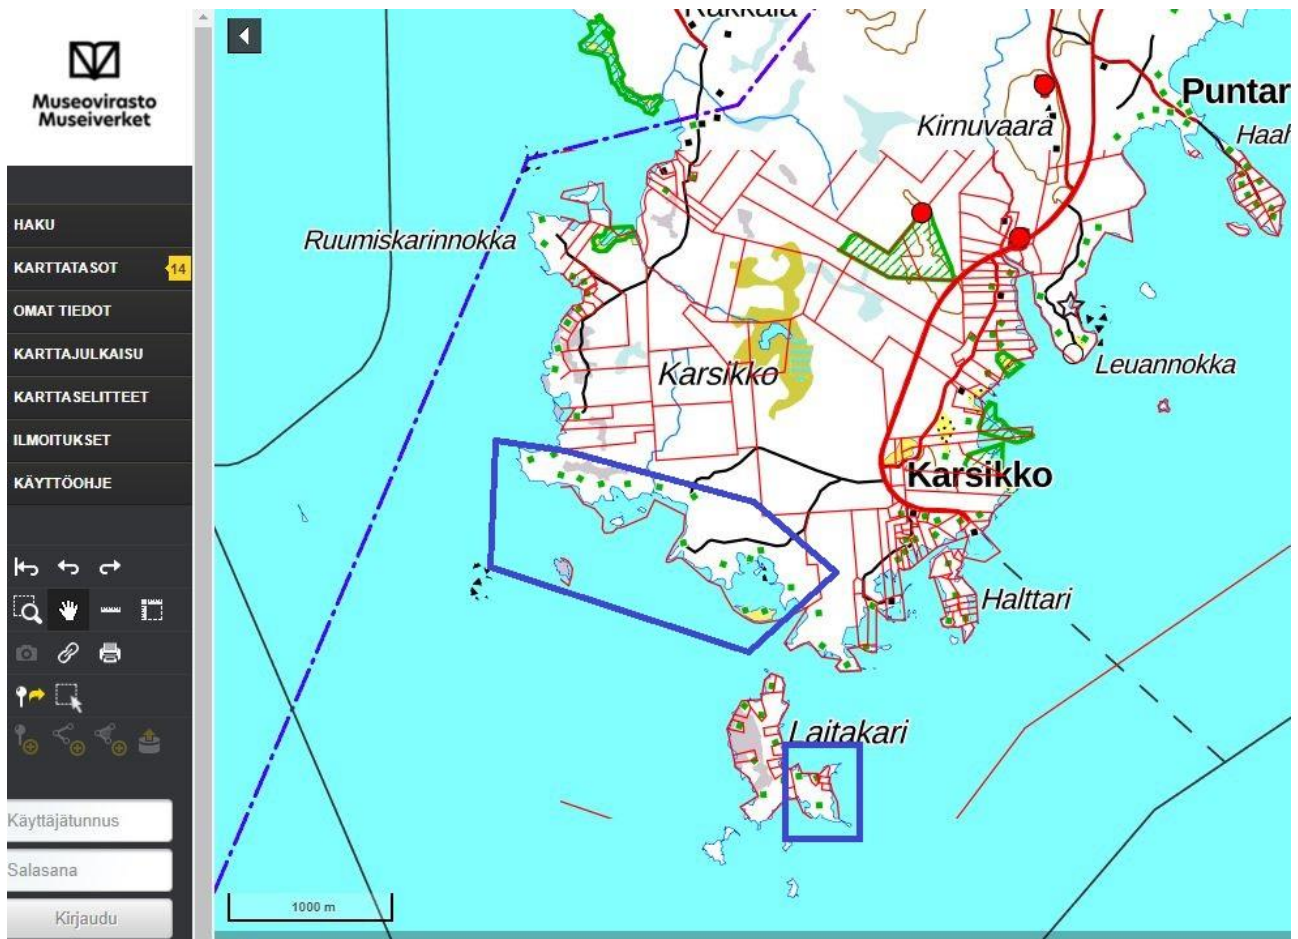 Museovirasto
Museiverket
HAKU
KARTTATASOT
14
OMAT TIEDOT
KARTTAJULKAISU
KARTTASELITTEET
ILMOITUKSET
KÄYTTÖOHJE
Käyttäjätunnus
Salasana
Kirjaudu
Puntar
Kirnuvaara
Haah
Ruumiskarinnokka
Leuannokka
Karsikko
Karsikko
Halttari
Laitakari
1000 m